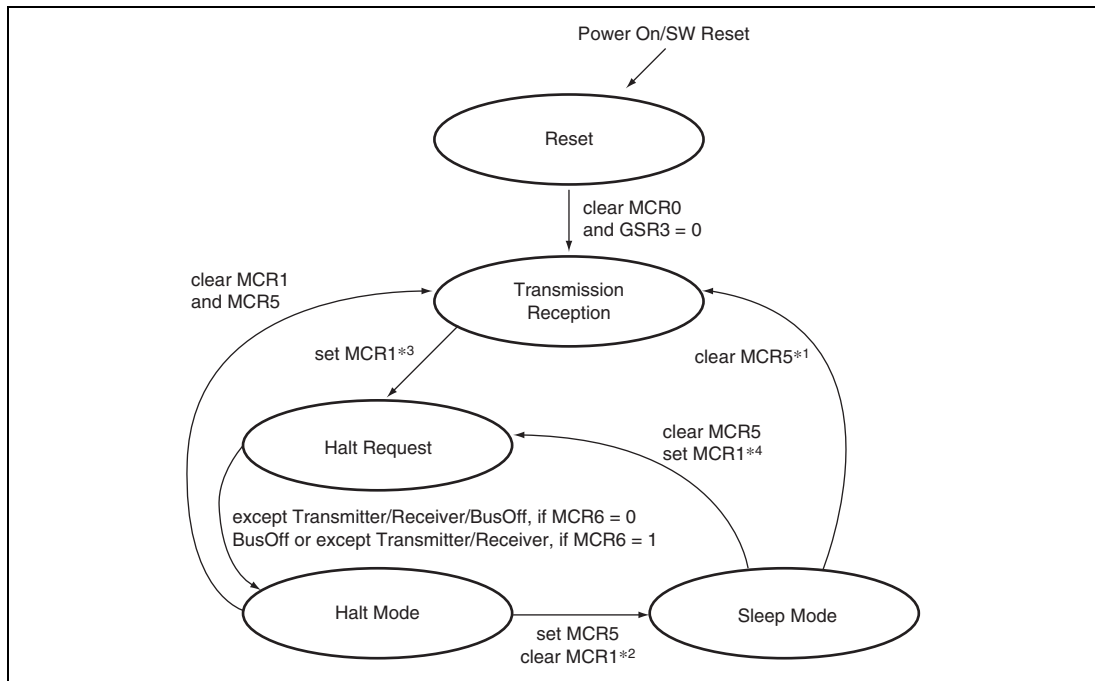 Power On/SW Reset
Reset
clear MCR0
and GSR3 = 0
clear MCR1
and MCR5
Transmission
Reception
set MCR1*3
clear MCR5*1
Halt Request
clear MCR5
set MCR1*4
except Transmitter/Receiver/BusOff, if MCR6 = 0
BusOff or except Transmitter/Receiver, if MCR6 = 1
Halt Mode
Sleep Mode
set MCR5
clear MCR1*2